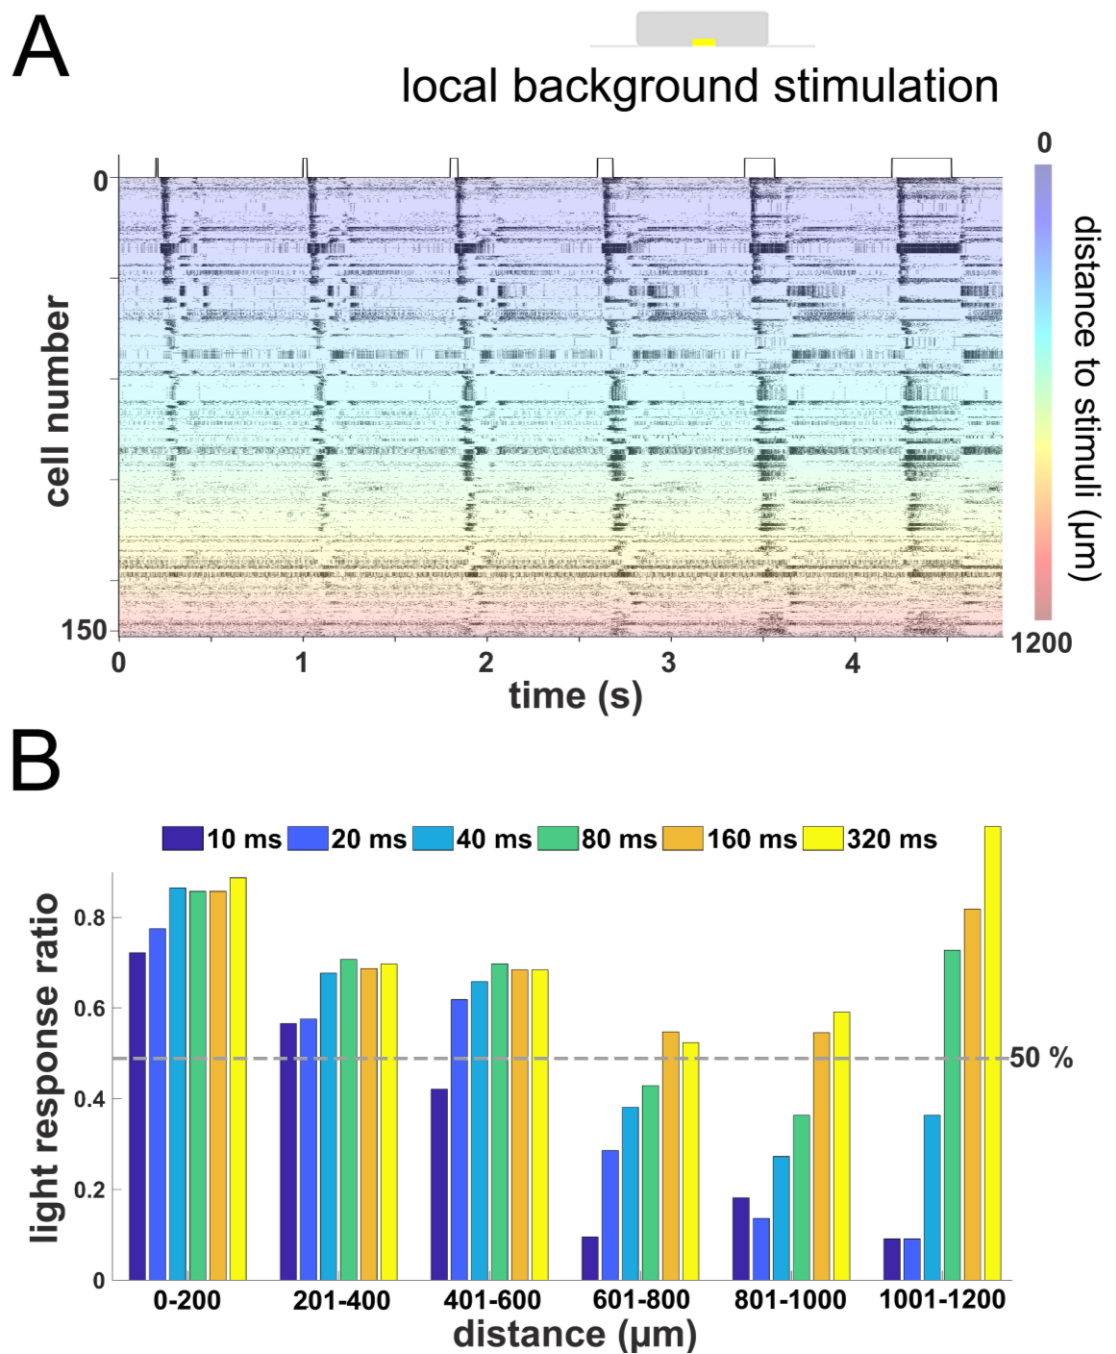 A
local background stimulation
0
0
cell number
distance to stimuli (µm)
150
1200
0 1 2 3 4
time (s)
B
10 ms 20 ms 40 ms 80 ms 160 ms 320 ms
light response ratio
0.8
0.6
50 %
0.4
0.2
0
0-200 201-400 401-600 601-800 801-1000 1001-1200
distance (µm)